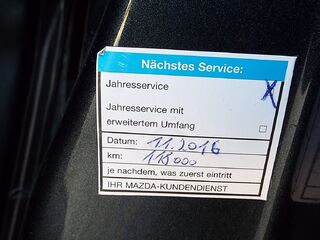 Nächstes Service:
Jahresservice X
Jahresservice mit
erweitertem Umfang
Datum: 11.2016
km: 118000
je nachdem, was zuerst eintritt
IHR MAZDA-KUNDENDIENST